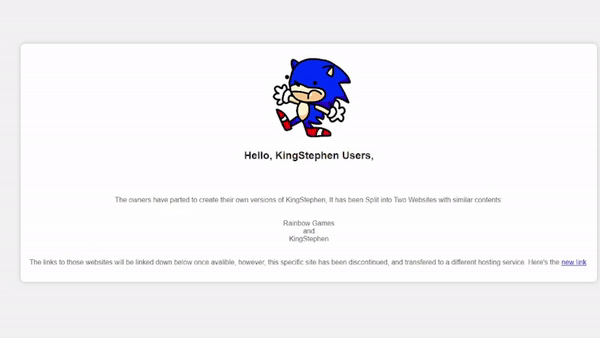 Hello, KingStephen Users,
The owners have parted to create their own versions of KingStephen, It has been Split into Two Websites with similar contents:
Rainbow Games
and
KingStephen
The links to those websites will be linked down below once avalible, however, this specific site has been discontinued, and transfered to a different hosting service. Here's the new link